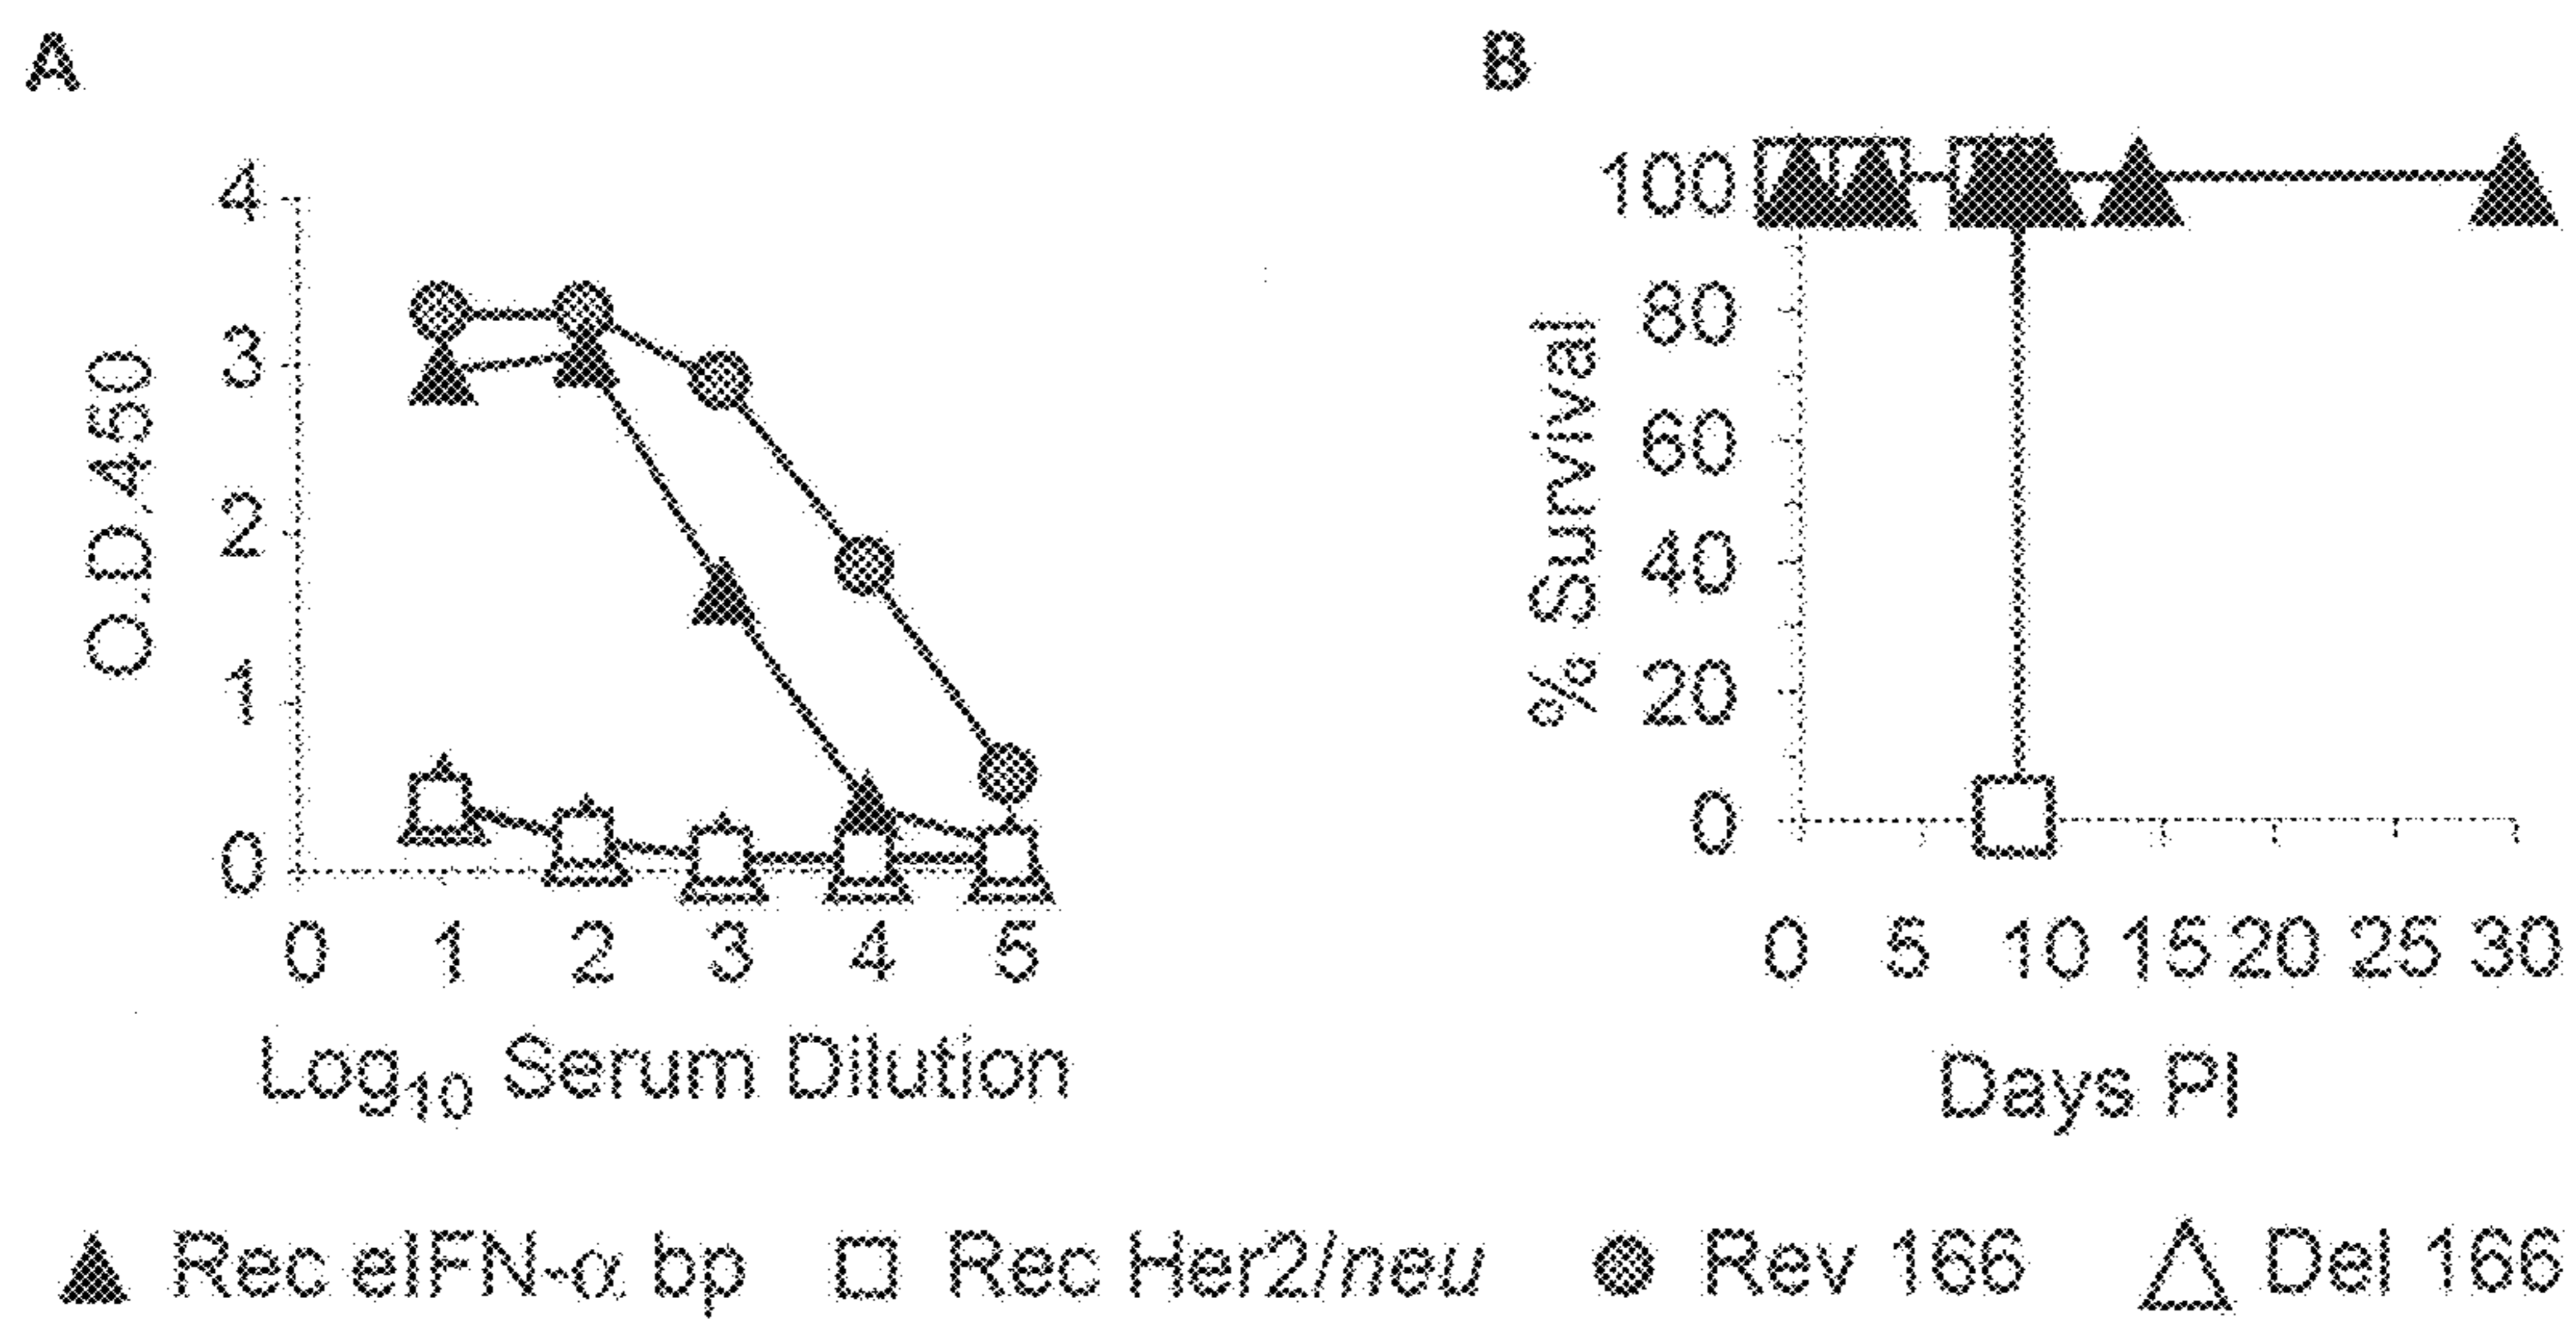 A
4
3
2
1
0
O.D.450
0 1 2 3 4 5
Log10 Serum Dilution
B
100
80
60
40
20
0
% Survival
0 5 10 15 20 25 30
Days PI
Rec eIFN-α bp Rec Her2/neu Rev 166 Del 166